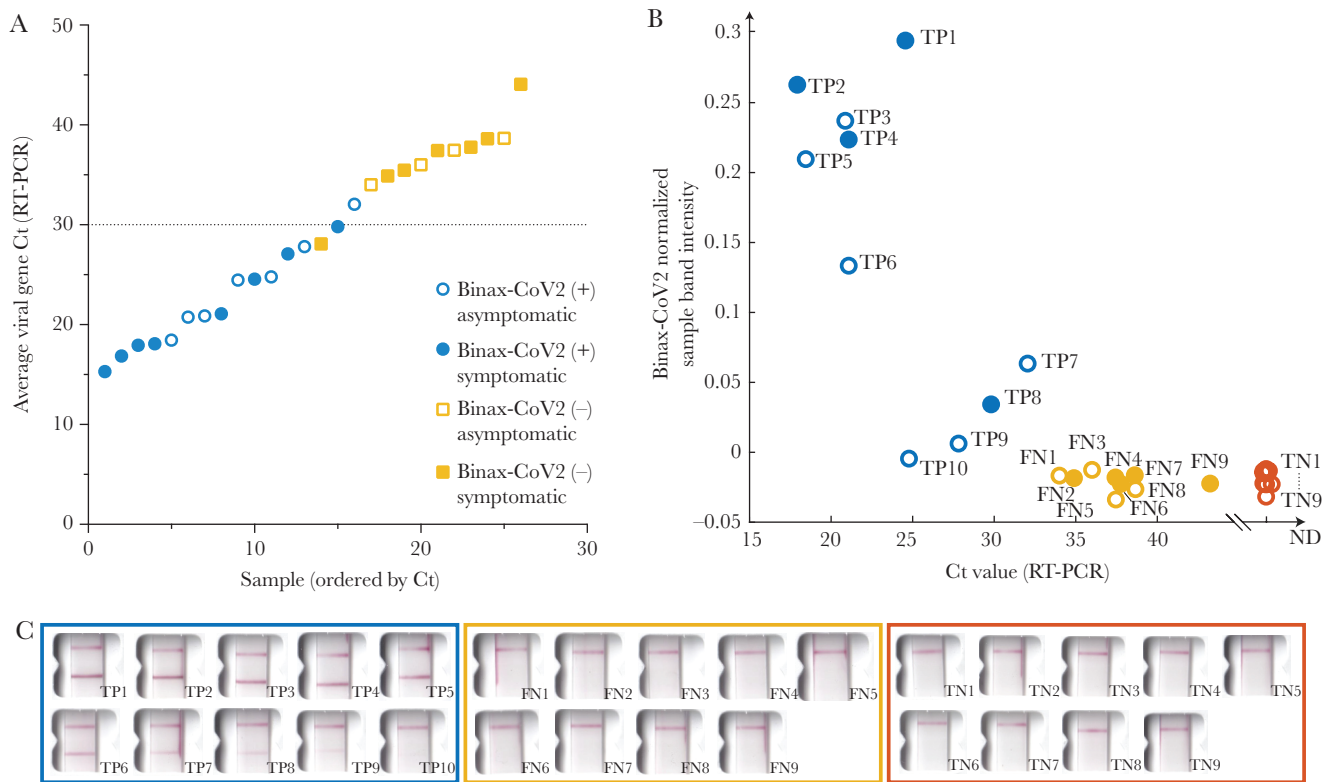 A
50
40
30
20
10
0
0
10
20
30
Average viral gene Ct (RT-PCR)
Sample (ordered by Ct)
Binax-CoV2 (+)
asymptomatic
Binax-CoV2 (+)
symptomatic
Binax-CoV2 (–)
asymptomatic
Binax-CoV2 (–)
symptomatic
B
0.3
0.25
0.2
0.15
0.1
0.05
0
−0.05
15
20
25
30
35
40
ND
Binax-CoV2 normalized
sample band intensity
Ct value (RT-PCR)
TP1
TP2
TP3
TP4
TP5
TP6
TP7
TP8
TP9
TP10
FN1
FN2
FN3
FN4
FN5
FN6
FN7
FN8
FN9
TN1
TN9
C
TP1 TP2 TP3 TP4 TP5
TP6 TP7 TP8 TP9 TP10
FN1 FN2 FN3 FN4 FN5
FN6 FN7 FN8 FN9
TN1 TN2 TN3 TN4 TN5
TN6 TN7 TN8 TN9